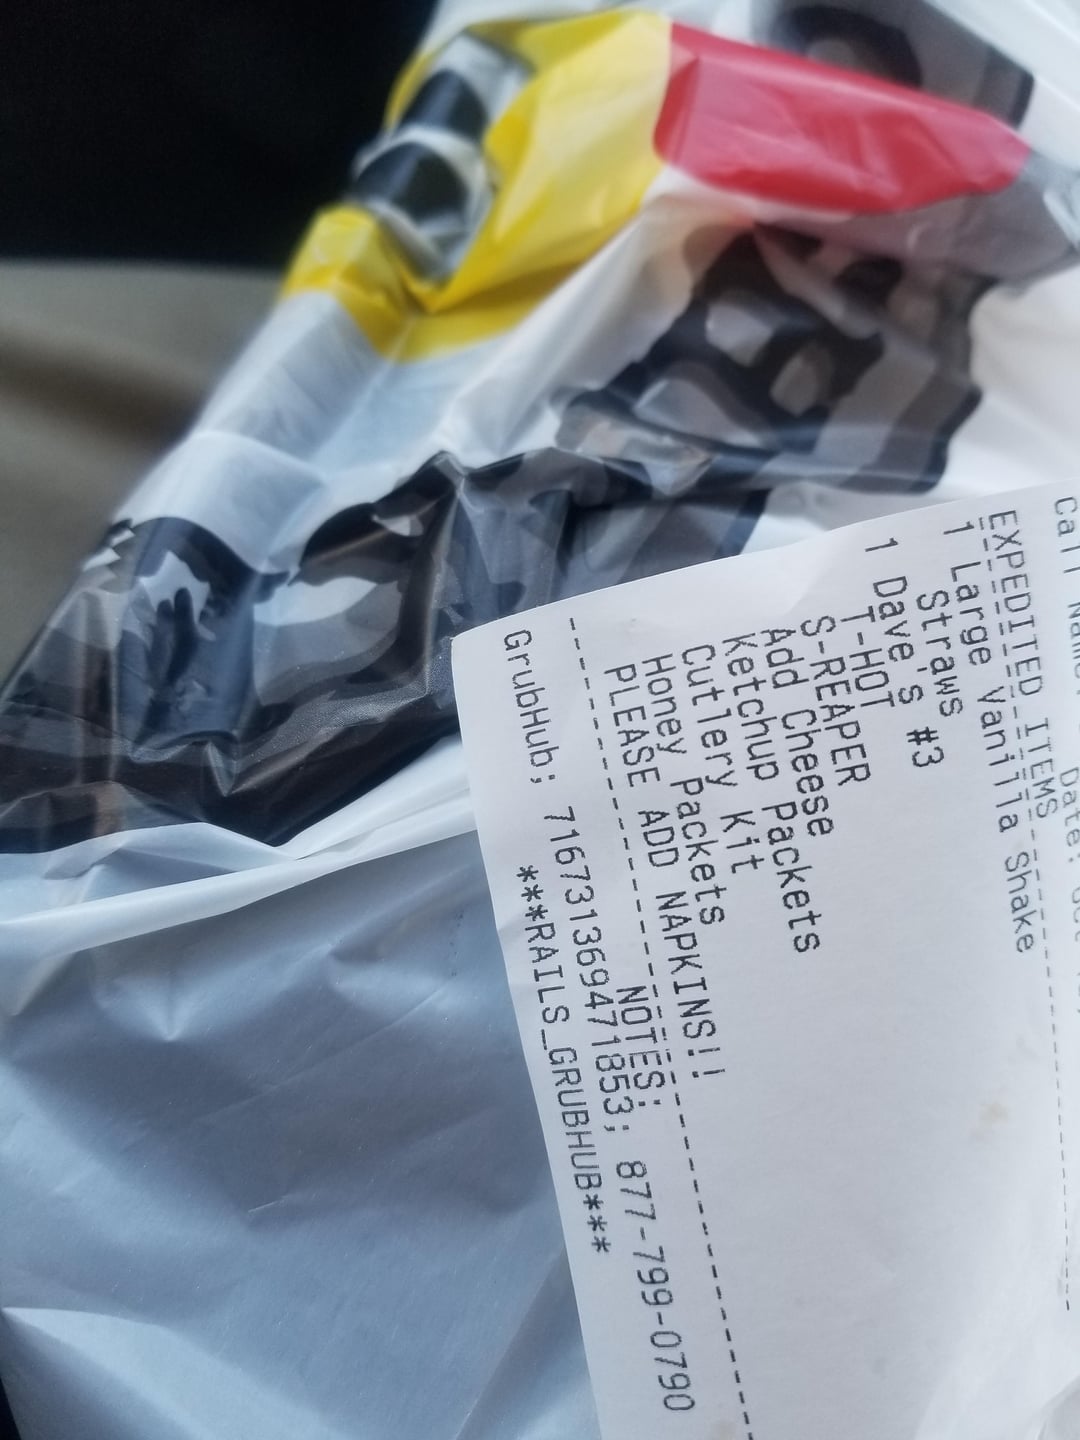 EXPEDITED ITEMS
1 Large Vanilla Shake
Straws
1 Dave's #3
T-HOT
S-REAPER
Add Cheese
Ketchup Packets
Cutlery Kit
Honey Packets
PLEASE ADD NAPKINS!!
NOTES:
GrubHub; 716731369471853; 877-799-0790
***RAILS_GRUBHUB***